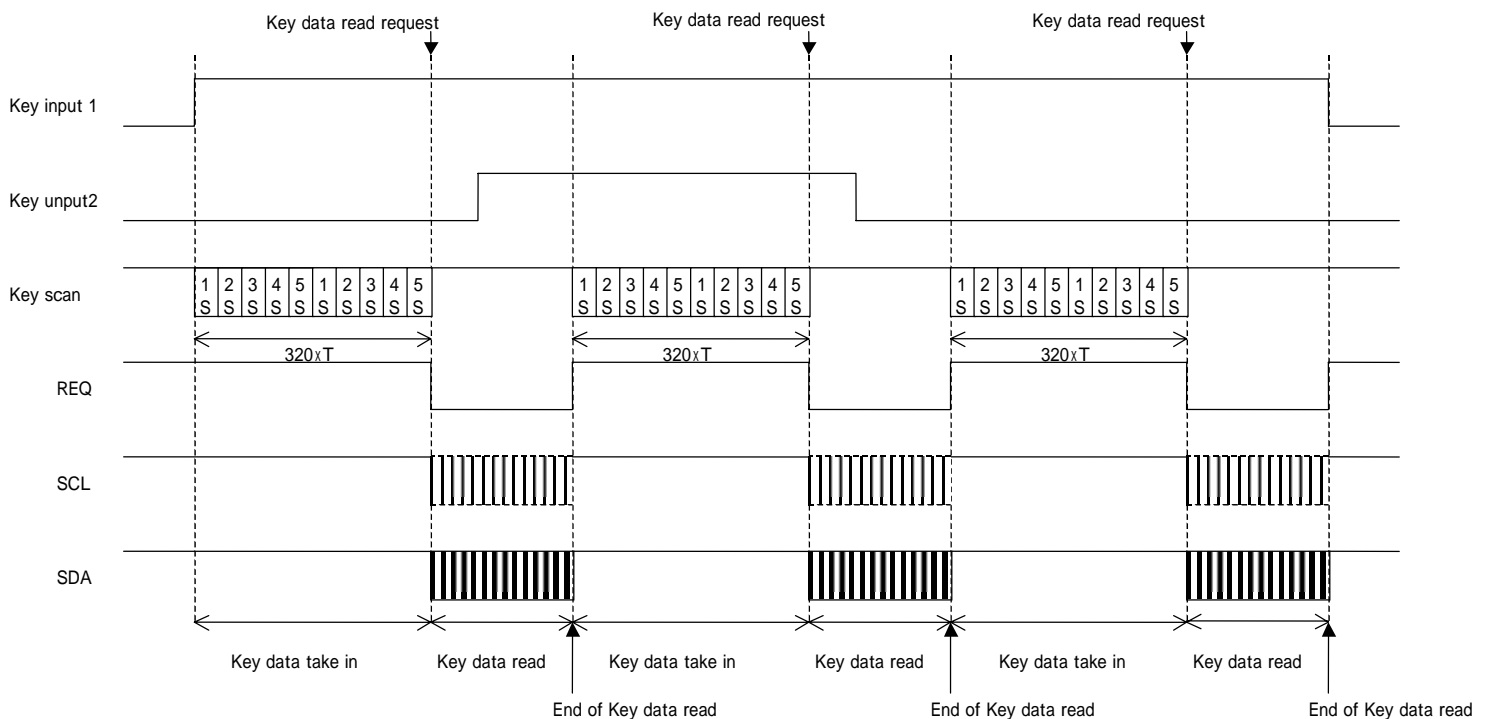 Key data read request Key data read request Key data read request
Key input 1
Key unput2
Key scan
1 2 3 4 5 1 2 3 4 5 1 2 3 4 5 1 2 3 4 5 1 2 3 4 5 1 2 3 4 5
S S S S S S S S S S S S S S S S S S S S S S S S S S S S S S
320xT 320xT 320xT
REQ
SCL
SDA
Key data take in Key data read Key data take in Key data read Key data take in Key data read
End of Key data read End of Key data read End of Key data read